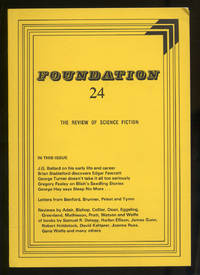 FOUNDATION
24
THE REVIEW OF SCIENCE FICTION
IN THIS ISSUE:
J.G. Ballard on his early life and career
Brian Stableford discovers Edgar Fawcett
George Turner doesn't take it all too seriously
Gregory Feeley on Blish's Seedling Stories
George Hay says Sleep No More
Letters from Benford, Brunner, Priest and Tymn
Reviews by Adair, Bishop, Collier, Dean, Eggeling,
Greenland, Mathieson, Pratt, Watson and Wolfe
of books by Samuel R. Delany, Harlan Ellison, James Gunn,
Robert Holdstock, David Ketterer, Joanna Russ,
Gene Wolfe and many others